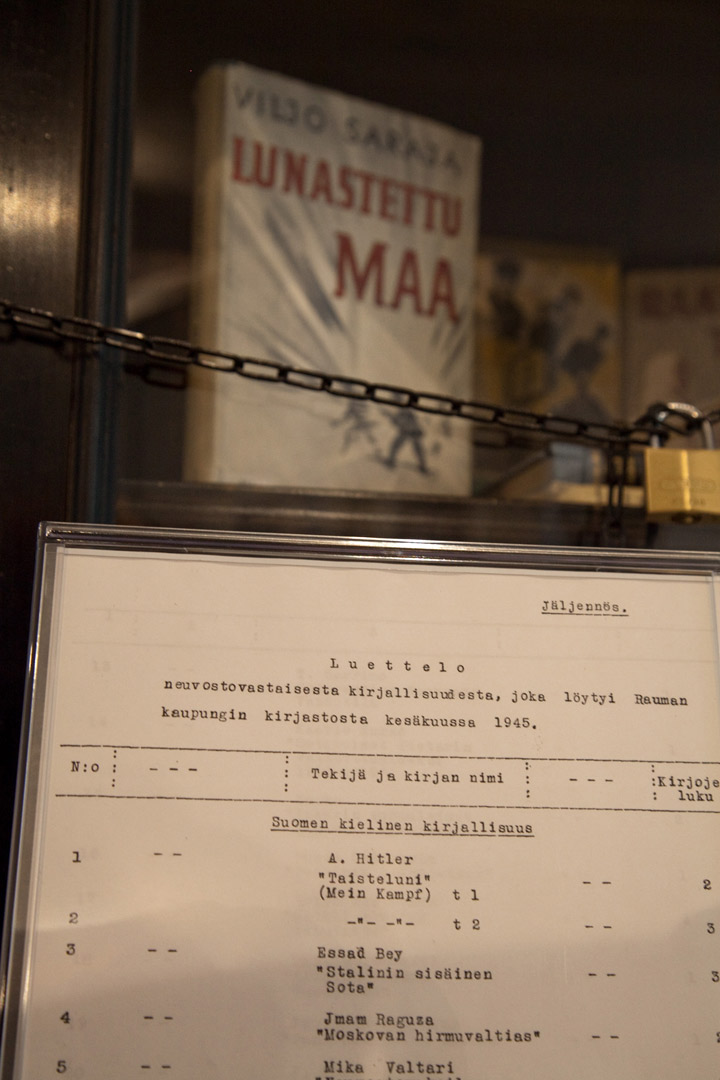 VILJO SARAJA
LUNASTETTU
MAA
Jäljennös.
Luettelo
neuvostovastaisesta kirjallisuudesta, joka löytyi Rauman
kaupungin kirjastosta kesäkuussa 1945.
N:o : - - - : Tekijä ja kirjan nimi : - - - : Kirjoje
luku
Suomen kielinen kirjallisuus
1 - - A. Hitler
"Taisteluni" - - 2
(Mein Kampf) t 1
2 -"- -"- t 2 - - 3
3 - - Essad Bey
"Stalinin sisäinen - - 3
Sota"
4 - - Jmam Raguza
"Moskovan hirmuvaltias" - -
5 - - Mika Valtari